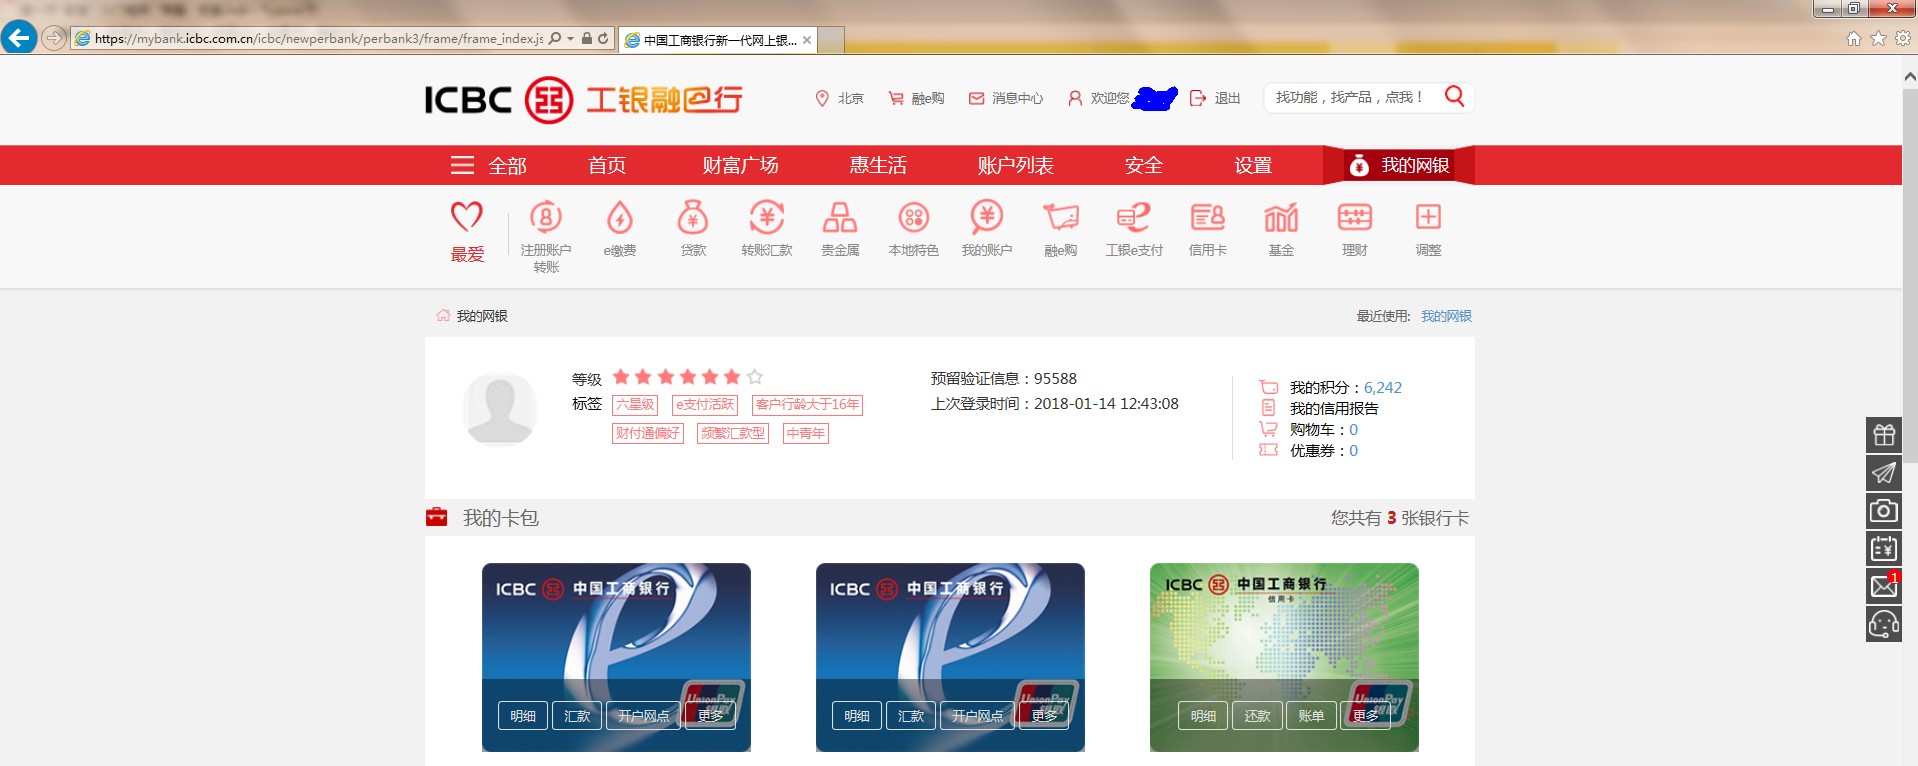 https://mybank.icbc.com.cn/icbc/newperbank/perbank3/frame/frame_index.js
中国工商银行新一代网上银...
ICBC 工银融e行
北京 融e购 消息中心 欢迎您 退出 找功能，找产品，点我！
全部 首页 财富广场 惠生活 账户列表 安全 设置 我的网银
最爱 注册账户转账 e缴费 贷款 转账汇款 贵金属 本地特色 我的账户 融e购 工银e支付 信用卡 基金 理财 调整
我的网银 最近使用: 我的网银
等级 预留验证信息：95588 我的积分：6,242
标签 六星级 e支付活跃 客户行龄大于16年 上次登录时间：2018-01-14 12:43:08 我的信用报告
财付通偏好 频繁汇款型 中青年 购物车：0
优惠券：0
我的卡包 您共有 3 张银行卡
1
ICBC 中国工商银行
UnionPay 银联
明细 汇款 开户网点 更多
ICBC 中国工商银行
UnionPay 银联
明细 汇款 开户网点 更多
ICBC 中国工商银行
信用卡
UnionPay 银联
明细 还款 账单 更多